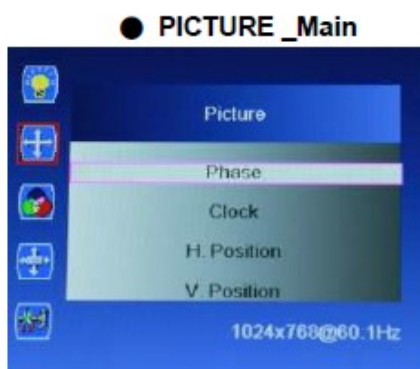 ● PICTURE _Main
Picture
Phase
Clock
H. Position
V. Position
1024x768@60.1Hz